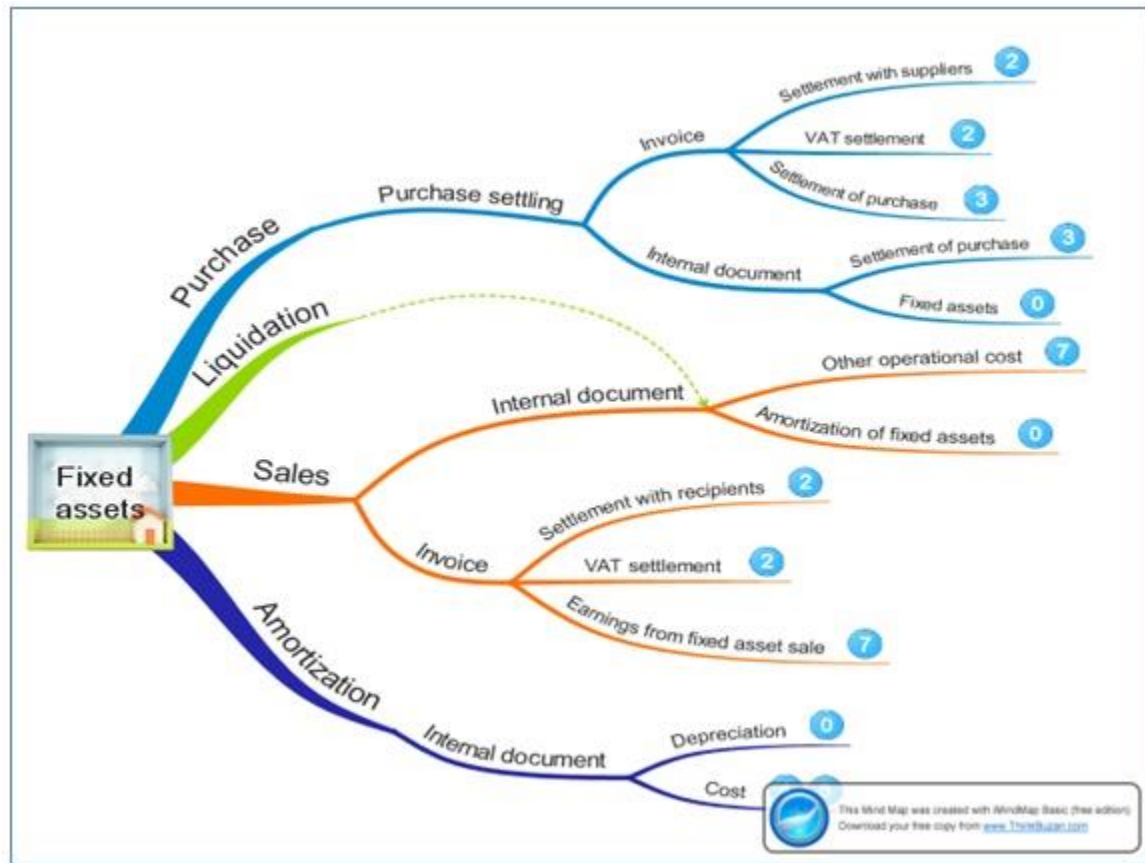 Settlement with suppliers 2
Invoice
VAT settlement 2
Settlement of purchase 3
Purchase settling
Purchase
Internal document
Settlement of purchase 3
Fixed assets 0
Liquidation
Other operational cost 7
Internal document
Amortization of fixed assets 0
Fixed
assets
Sales
Settlement with recipients 2
Invoice
VAT settlement 2
Earnings from fixed asset sale 7
Amortization
Internal document
Depreciation 0
Cost
This Mind Map was created with iMindMap Basic (free edition)
Download your free copy from www.ThinkBuzan.com